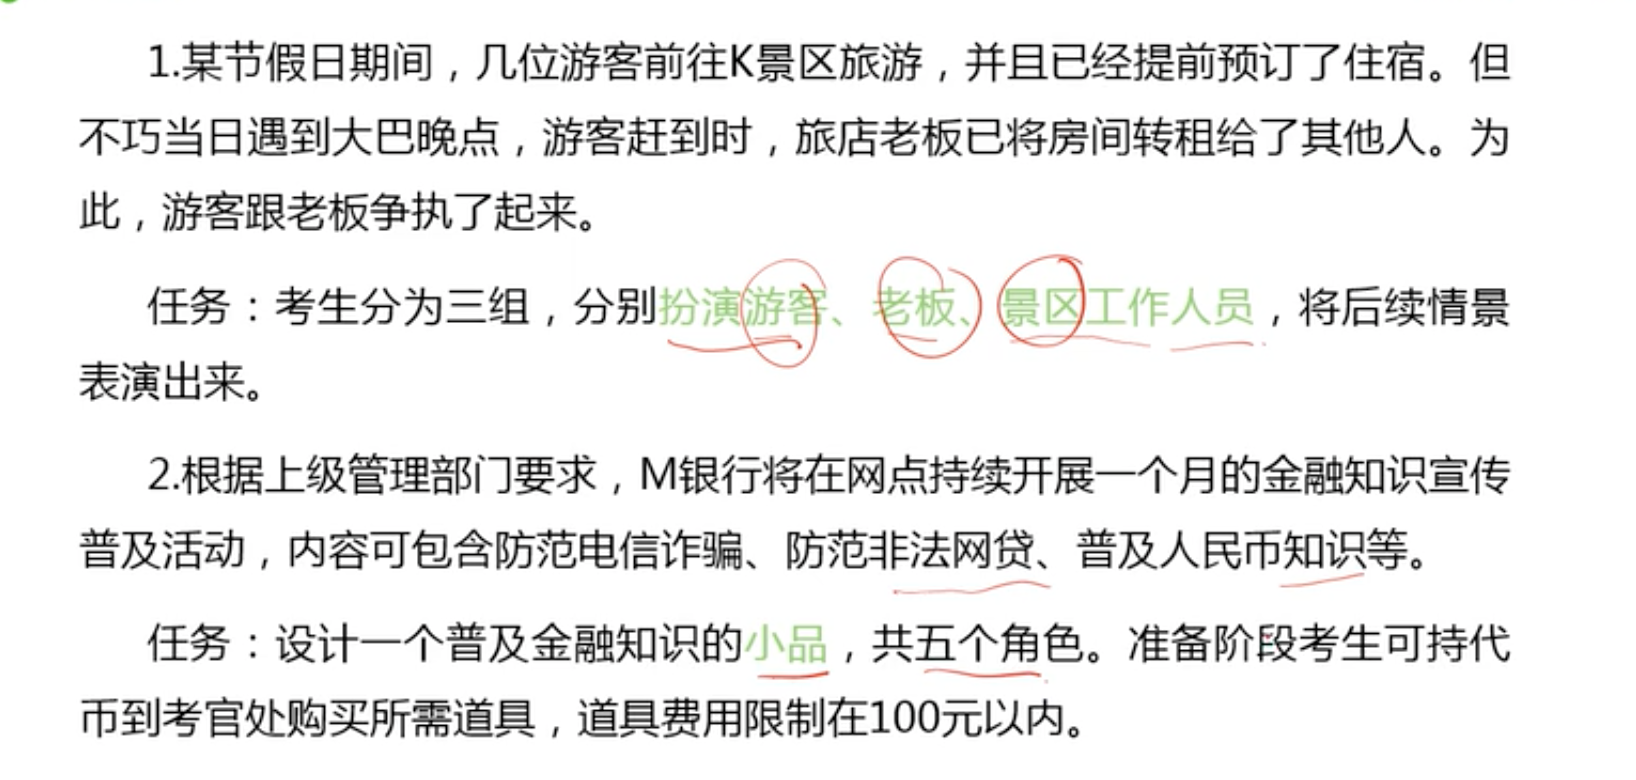 1.某节假日期间，几位游客前往K景区旅游，并且已经提前预订了住宿。但
不巧当日遇到大巴晚点，游客赶到时，旅店老板已将房间转租给了其他人。为
此，游客跟老板争执了起来。
任务：考生分为三组，分别扮演游客、老板、景区工作人员，将后续情景
表演出来。
2.根据上级管理部门要求，M银行将在网点持续开展一个月的金融知识宣传
普及活动，内容可包含防范电信诈骗、防范非法网贷、普及人民币知识等。
任务：设计一个普及金融知识的小品，共五个角色。准备阶段考生可持代
币到考官处购买所需道具，道具费用限制在100元以内。